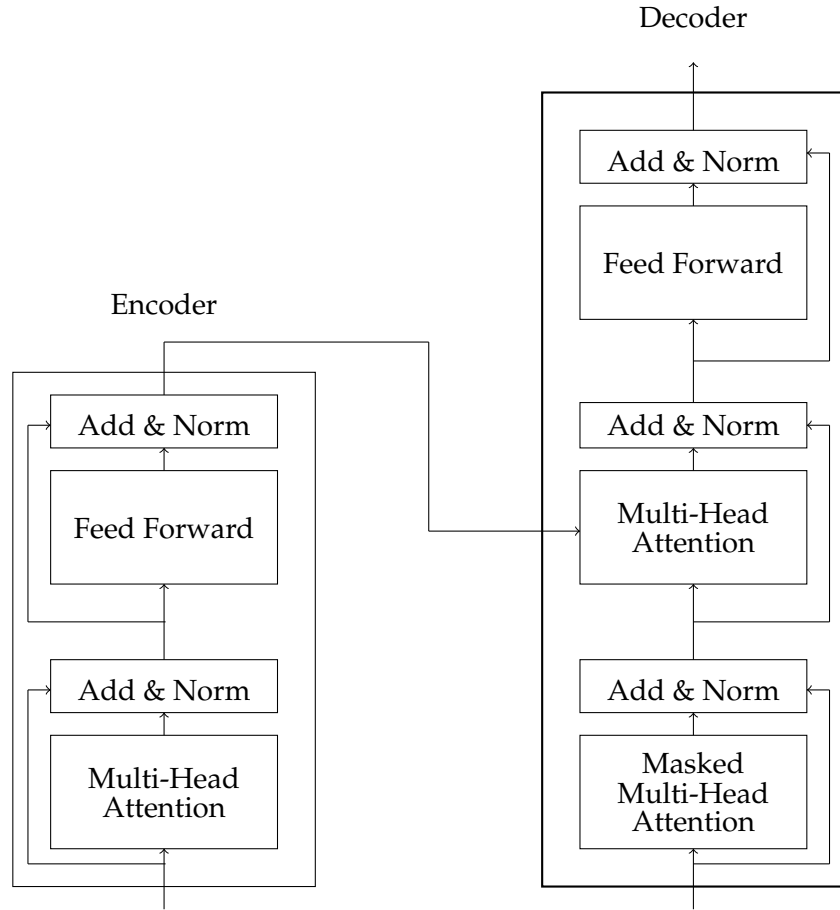 Decoder
Add & Norm
Feed Forward
Add & Norm
Multi-Head
Attention
Add & Norm
Masked
Multi-Head
Attention
Encoder
Add & Norm
Feed Forward
Add & Norm
Multi-Head
Attention